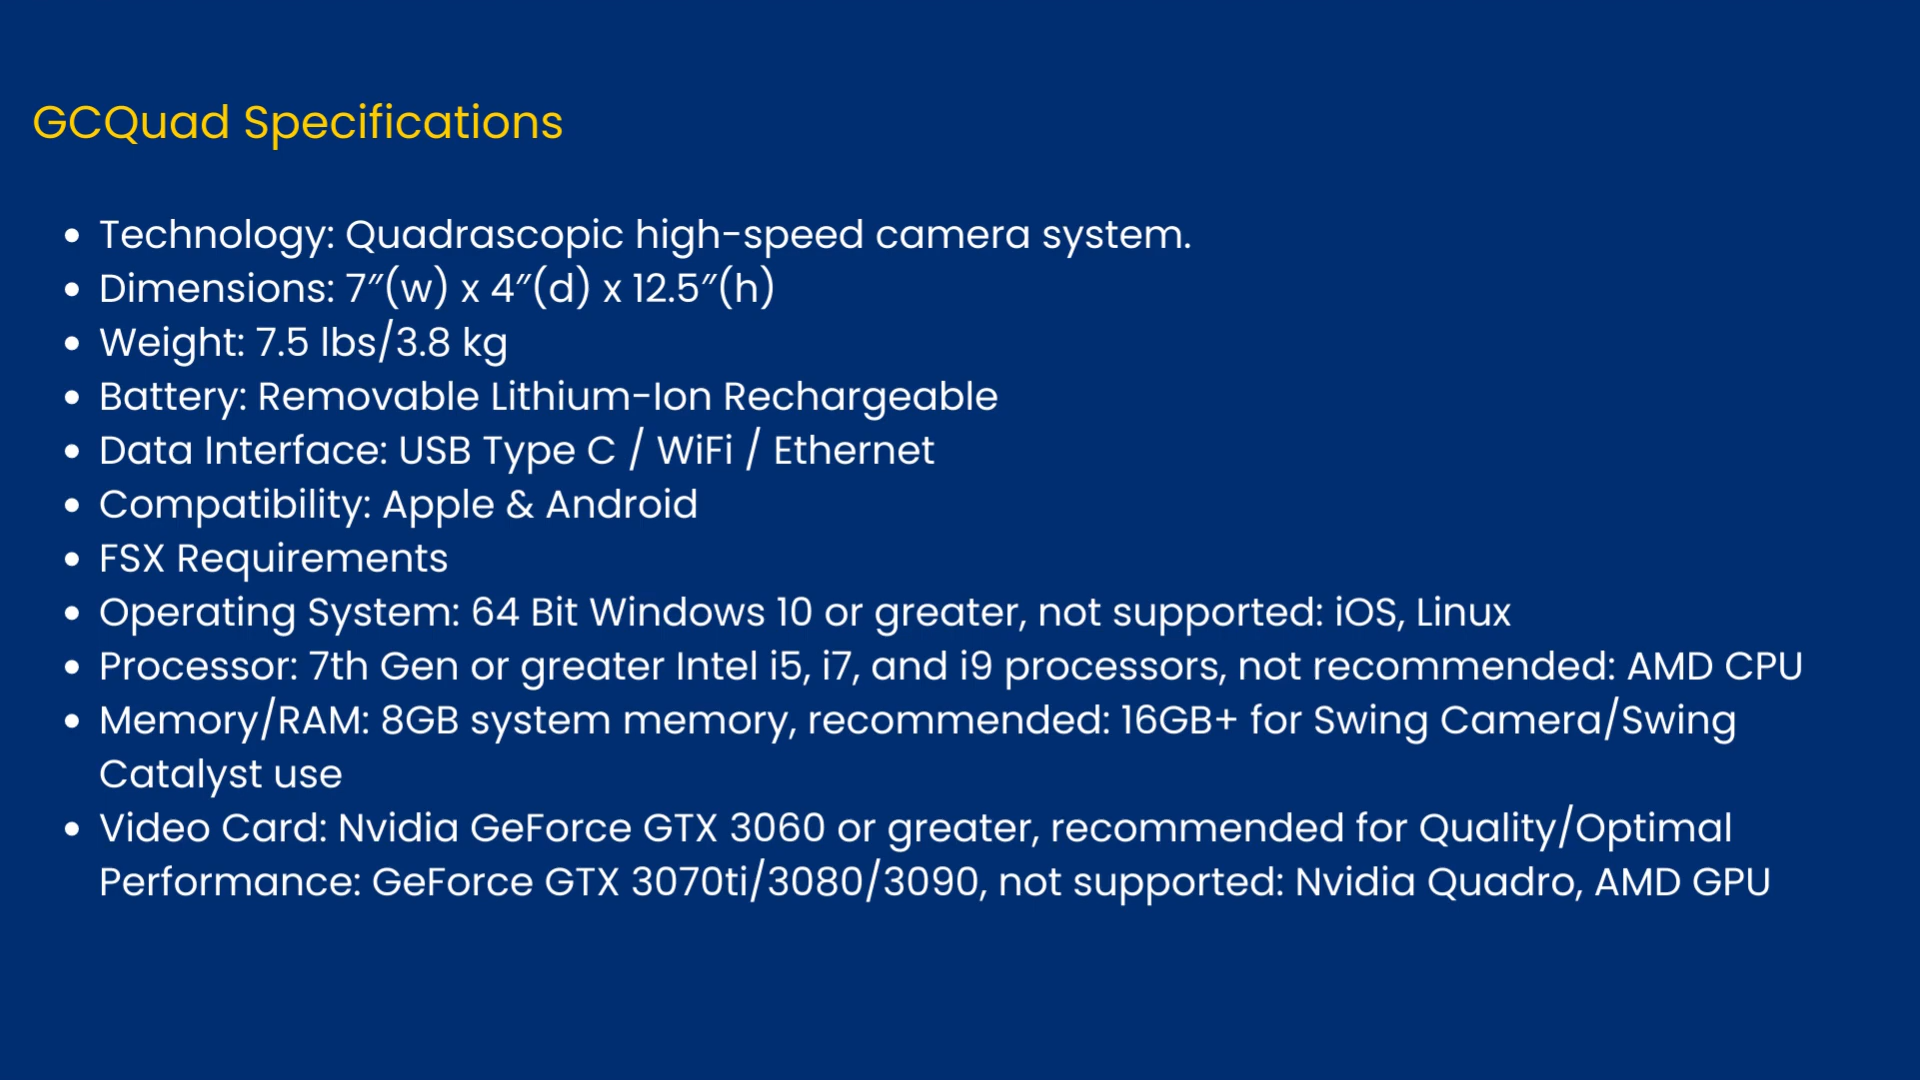 GCQuad Specifications
• Technology: Quadrascopic high-speed camera system.
• Dimensions: 7″(w) x 4″(d) x 12.5″(h)
• Weight: 7.5 lbs/3.8 kg
• Battery: Removable Lithium-Ion Rechargeable
• Data Interface: USB Type C / WiFi / Ethernet
• Compatibility: Apple & Android
• FSX Requirements
• Operating System: 64 Bit Windows 10 or greater, not supported: iOS, Linux
• Processor: 7th Gen or greater Intel i5, i7, and i9 processors, not recommended: AMD CPU
• Memory/RAM: 8GB system memory, recommended: 16GB+ for Swing Camera/Swing
Catalyst use
• Video Card: Nvidia GeForce GTX 3060 or greater, recommended for Quality/Optimal
Performance: GeForce GTX 3070ti/3080/3090, not supported: Nvidia Quadro, AMD GPU